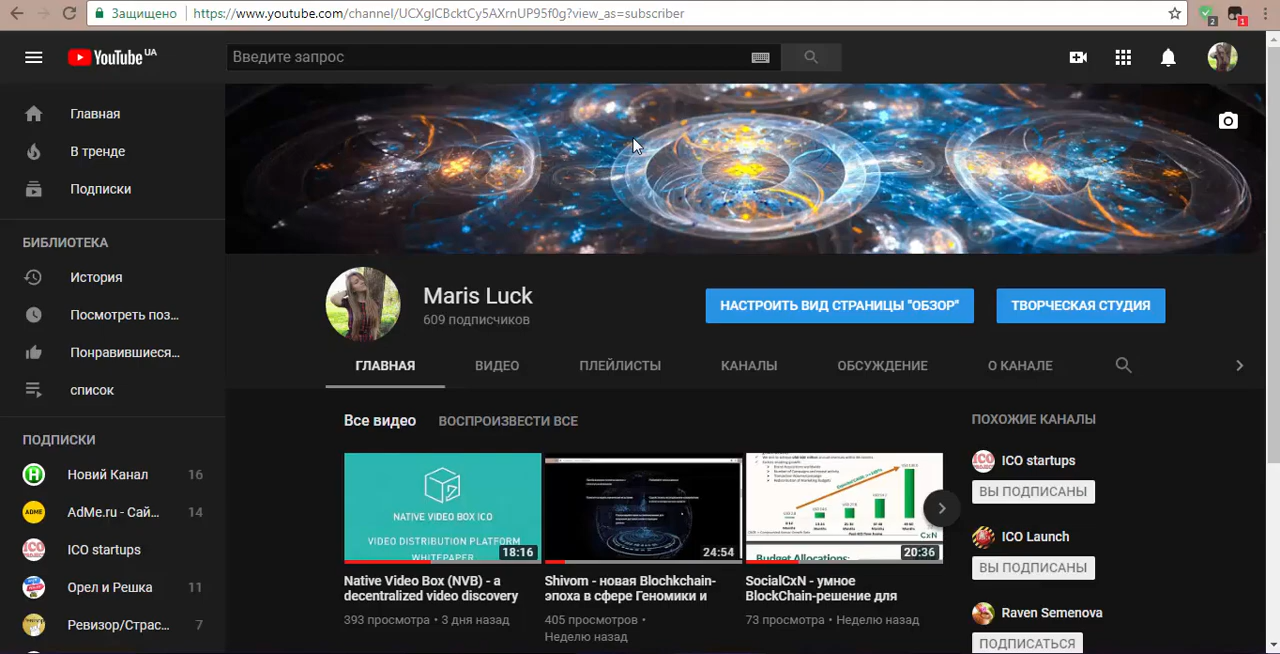 Защищено
https://www.youtube.com/channel/UCXglCBcktCy5AXrnUP95f0g?view_as=subscriber
2
1
YouTube UA
Введите запрос
Главная
В тренде
Подписки
БИБЛИОТЕКА
История
Посмотреть поз...
Понравившиеся...
список
ПОДПИСКИ
Новий Канал 16
AdMe.ru - Сай... 14
ICO startups
Орел и Решка 11
Ревизор/Страс... 7
Maris Luck
609 подписчиков
НАСТРОИТЬ ВИД СТРАНИЦЫ "ОБЗОР"
ТВОРЧЕСКАЯ СТУДИЯ
ГЛАВНАЯ
ВИДЕО
ПЛЕЙЛИСТЫ
КАНАЛЫ
ОБСУЖДЕНИЕ
О КАНАЛЕ
Все видео
ВОСПРОИЗВЕСТИ ВСЕ
NATIVE VIDEO BOX ICO
VIDEO DISTRIBUTION PLATFORM
WHITEPAPER
18:16
Native Video Box (NVB) - a
decentralized video discovery
393 просмотра • 3 дня назад
24:54
Shivom - новая Blochkchain-
эпоха в сфере Геномики и
405 просмотров •
Неделю назад
CxN
Budget Allocations:
20:36
SocialCxN - умное
BlockChain-решение для
73 просмотра • Неделю назад
ПОХОЖИЕ КАНАЛЫ
ICO startups
ВЫ ПОДПИСАНЫ
ICO Launch
ВЫ ПОДПИСАНЫ
Raven Semenova
ПОДПИСАТЬСЯ